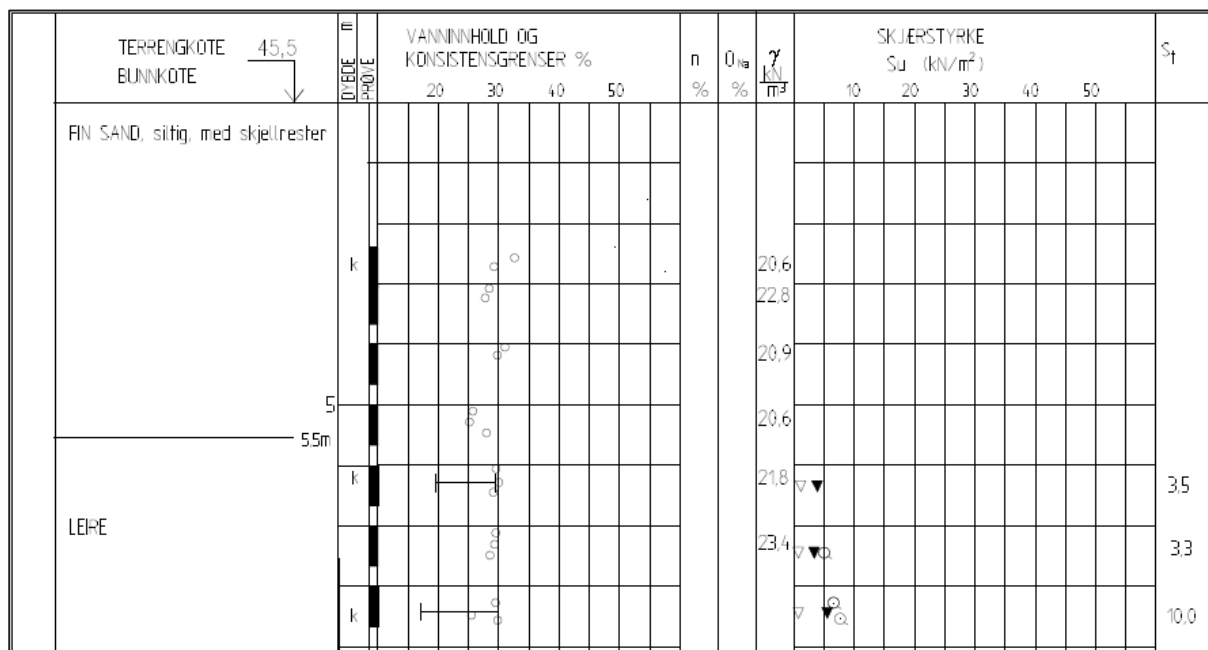 TERRENGKOTE 45,5
BUNNKOTE
DYBDE m
PRØVE
VANNINNHOLD OG
KONSISTENSGRENSER %
20 30 40 50
n
%
O Na
%
γ
kN
m³
SKJÆRSTYRKE
Su (kN/m²)
10 20 20 30 40 50
St
FIN SAND, siltig, med skjellrester
k 20,6
22,8
20,9
5 20,6
5,5m
k 21,8 3,5
LEIRE 23,4 3,3
k 10,0